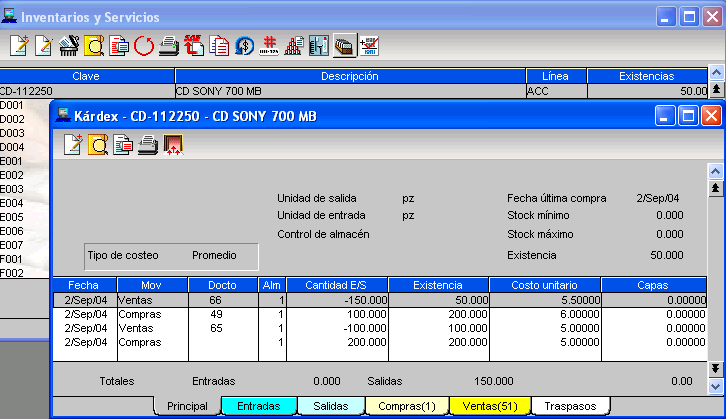 Inventarios y Servicios
Clave Descripción Línea Existencias
CD-112250 CD SONY 700 MB ACC 50.00
D001
D002
D003
D004
E001
E002
E003
E004
E005
E006
E007
F001
F002
Kárdex - CD-112250 - CD SONY 700 MB
Unidad de salida pz Fecha última compra 2/Sep/04
Unidad de entrada pz Stock mínimo 0.000
Control de almacén Stock máximo 0.000
Tipo de costeo Promedio Existencia 50.000
Fecha Mov Docto Alm Cantidad E/S Existencia Costo unitario Capas
2/Sep/04 Ventas 66 1 -150.000 50.000 5.50000 0.00000
2/Sep/04 Compras 49 1 100.000 200.000 6.00000 0.00000
2/Sep/04 Ventas 65 1 -100.000 100.000 5.00000 0.00000
2/Sep/04 Compras 1 200.000 200.000 5.00000 0.00000
Totales Entradas 0.000 Salidas 150.000 0.00
Principal Entradas Salidas Compras(1) Ventas(51) Traspasos